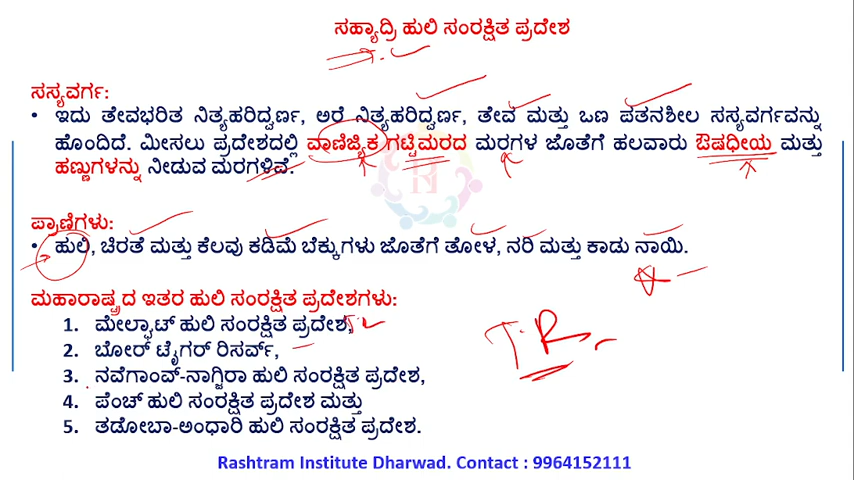 ಸಹ್ಯಾದ್ರಿ ಹುಲಿ ಸಂರಕ್ಷಿತ ಪ್ರದೇಶ
ಸಸ್ಯವರ್ಗ:
• ಇದು ತೇವಭರಿತ ನಿತ್ಯಹರಿದ್ವರ್ಣ, ಅರೆ ನಿತ್ಯಹರಿದ್ವರ್ಣ, ತೇವ ಮತ್ತು ಒಣ ಪತನಶೀಲ ಸಸ್ಯವರ್ಗವನ್ನು
ಹೊಂದಿದೆ. ಮೀಸಲು ಪ್ರದೇಶದಲ್ಲಿ ವಾಣಿಜ್ಯಿಕ ಗಟ್ಟಿಮರದ ಮರಗಳ ಜೊತೆಗೆ ಹಲವಾರು ಔಷಧೀಯ ಮತ್ತು
ಹಣ್ಣುಗಳನ್ನು ನೀಡುವ ಮರಗಳಿವೆ.
ಪ್ರಾಣಿಗಳು:
• ಹುಲಿ, ಚಿರತೆ ಮತ್ತು ಕೆಲವು ಕಡಿಮೆ ಬೆಕ್ಕುಗಳು ಜೊತೆಗೆ ತೋಳ, ನರಿ ಮತ್ತು ಕಾಡು ನಾಯಿ.
ಮಹಾರಾಷ್ಟ್ರದ ಇತರ ಹುಲಿ ಸಂರಕ್ಷಿತ ಪ್ರದೇಶಗಳು:
1. ಮೇಲ್ಘಾಟ್ ಹುಲಿ ಸಂರಕ್ಷಿತ ಪ್ರದೇಶ,
2. ಬೋರ್ ಟೈಗರ್ ರಿಸರ್ವ್,
T.R
3. ನವೆಗಾಂವ್-ನಾಗ್ಜಿರಾ ಹುಲಿ ಸಂರಕ್ಷಿತ ಪ್ರದೇಶ,
4. ಪೆಂಚ್ ಹುಲಿ ಸಂರಕ್ಷಿತ ಪ್ರದೇಶ ಮತ್ತು
5. ತಡೋಬಾ-ಅಂಧಾರಿ ಹುಲಿ ಸಂರಕ್ಷಿತ ಪ್ರದೇಶ.
Rashtram Institute Dharwad. Contact : 9964152111